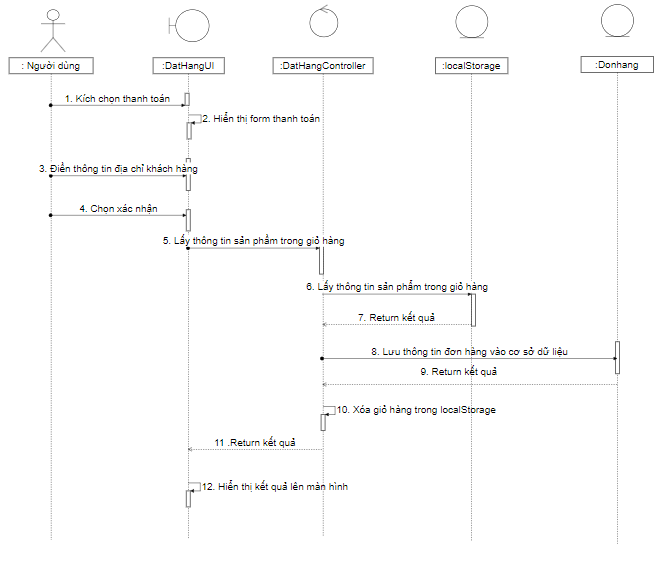 : Người dùng
:DatHangUI
:DatHangController
:localStorage
:Donhang
1. Kích chọn thanh toán
2. Hiển thị form thanh toán
3. Điền thông tin địa chỉ khách hàng
4. Chọn xác nhận
5. Lấy thông tin sản phẩm trong giỏ hàng
6. Lấy thông tin sản phẩm trong giỏ hàng
7. Return kết quả
8. Lưu thông tin đơn hàng vào cơ sở dữ liệu
9. Return kết quả
10. Xóa giỏ hàng trong localStorage
11 .Return kết quả
12. Hiển thị kết quả lên màn hình